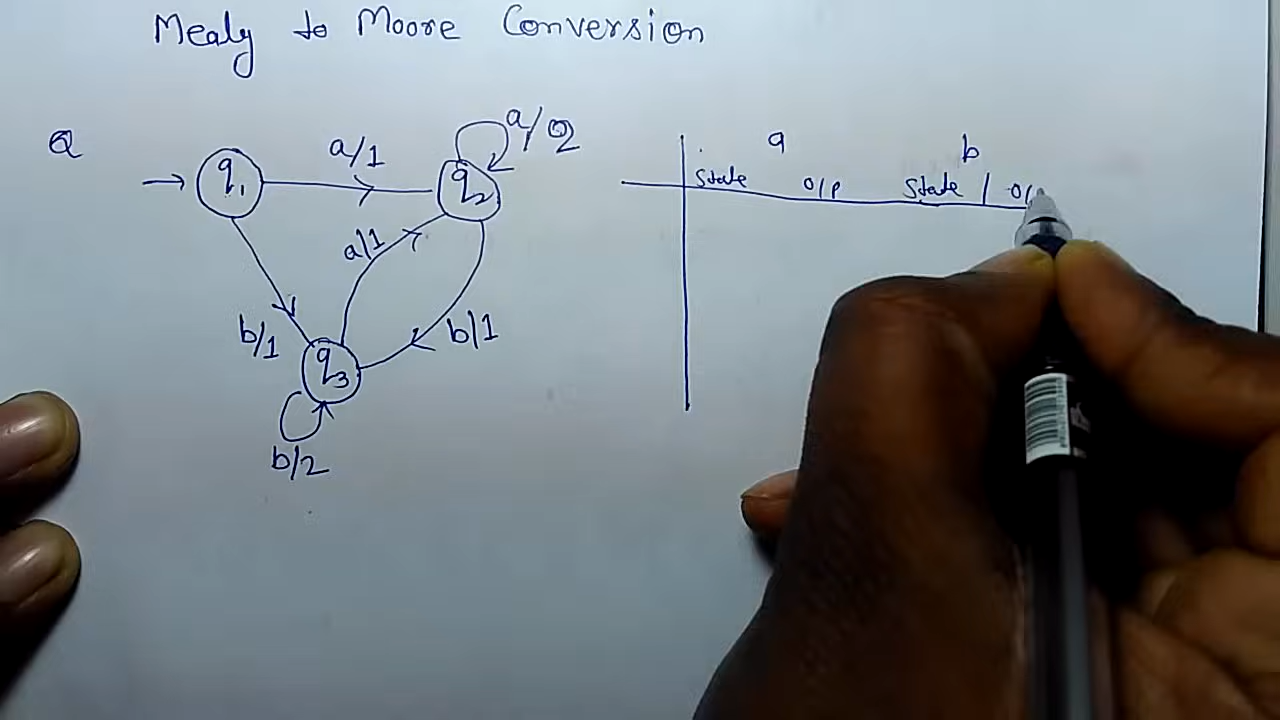 Mealy to Moore Conversion
Q
a/2
a/1
q1
q2
a
b
State O/P State | O/
a/1
b/1
b/1
q3
b/2